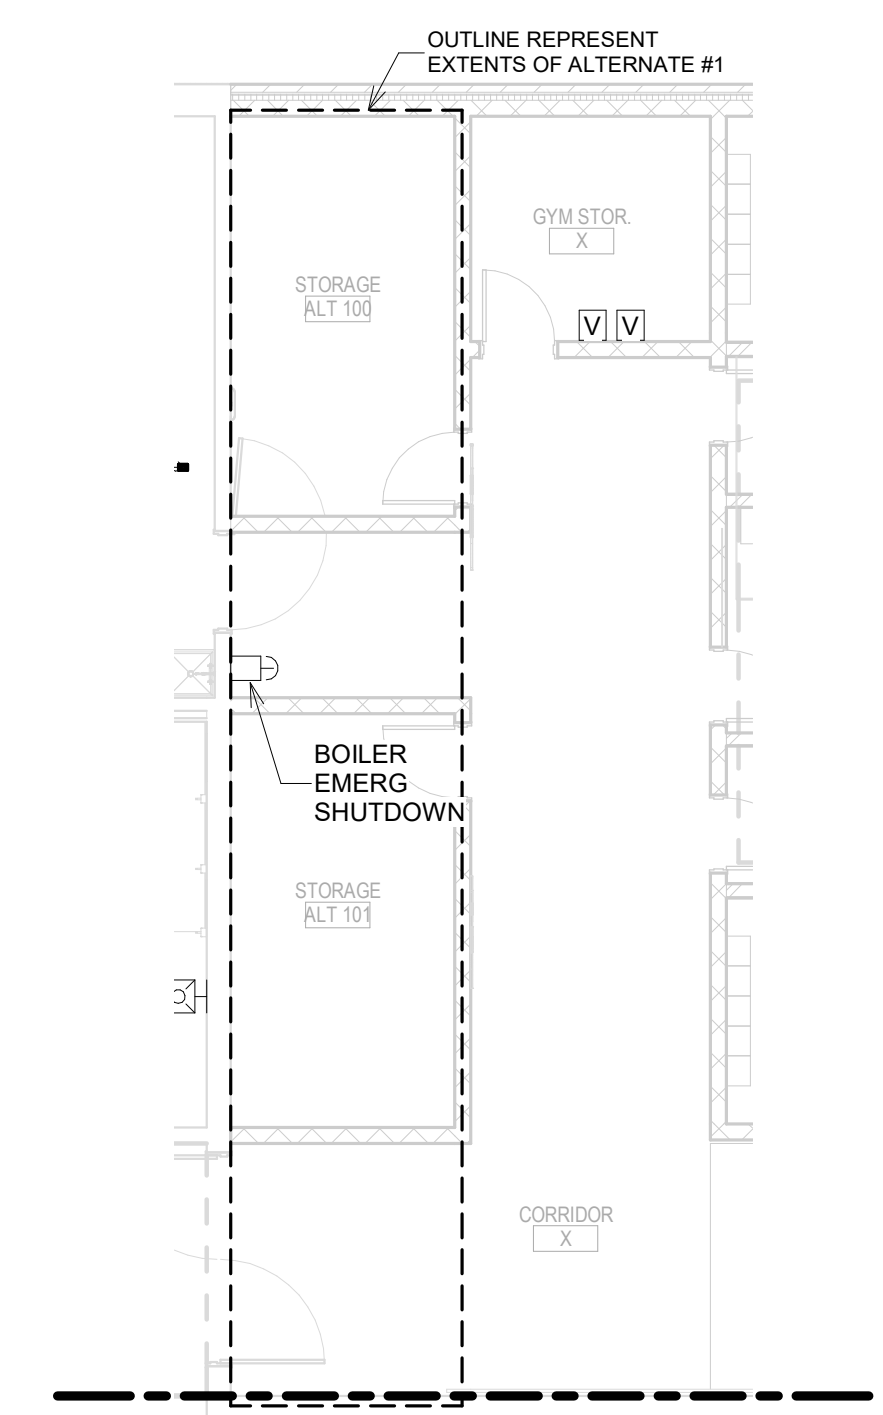 OUTLINE REPRESENT
EXTENTS OF ALTERNATE #1
GYM STOR.
X
STORAGE
ALT 100
V V
BOILER
EMERG
SHUTDOWN
STORAGE
ALT 101
CORRIDOR
X